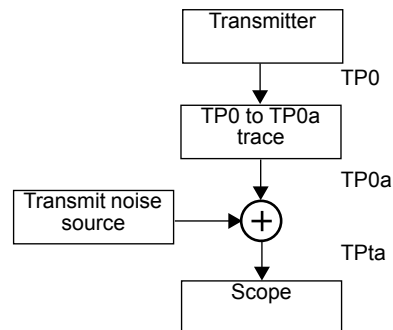 Transmitter
TP0
TP0 to TP0a
trace
TP0a
Transmit noise
source
+
TPta
Scope